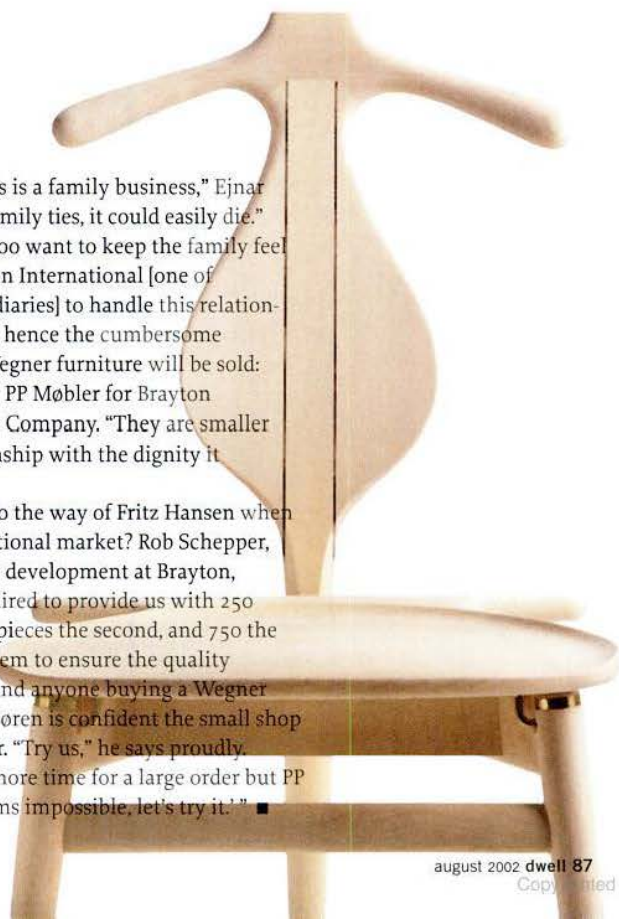 s is a family business,” Ejnar
mily ties, it could easily die.”
oo want to keep the family feel
n International [one of
diaries] to handle this relation-
hence the cumbersome
egner furniture will be sold:
PP Møbler for Brayton
Company. “They are smaller
nship with the dignity it
o the way of Fritz Hansen when
tional market? Rob Schepper,
development at Brayton,
ired to provide us with 250
pieces the second, and 750 the
em to ensure the quality
nd anyone buying a Wegner
øren is confident the small shop
r. “Try us,” he says proudly.
more time for a large order but PP
ms impossible, let’s try it.’ ” ■
august 2002 dwell 87